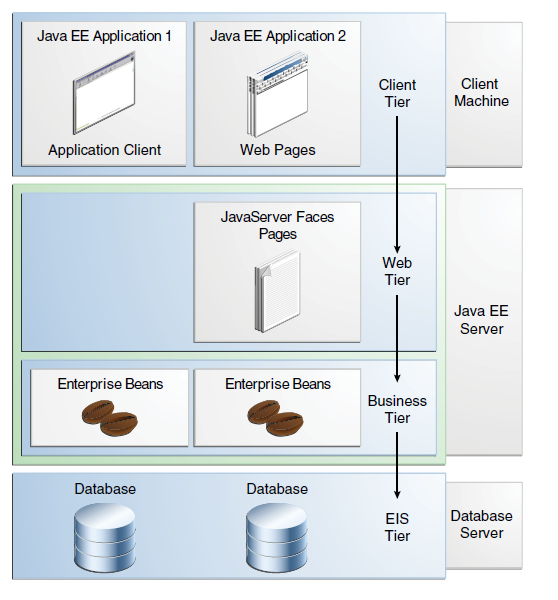 Java EE Application 1
Java EE Application 2
Application Client
Web Pages
Client
Tier
Client
Machine
JavaServer Faces
Pages
Web
Tier
Java EE
Server
Enterprise Beans
Enterprise Beans
Business
Tier
Database
Database
EIS
Tier
Database
Server